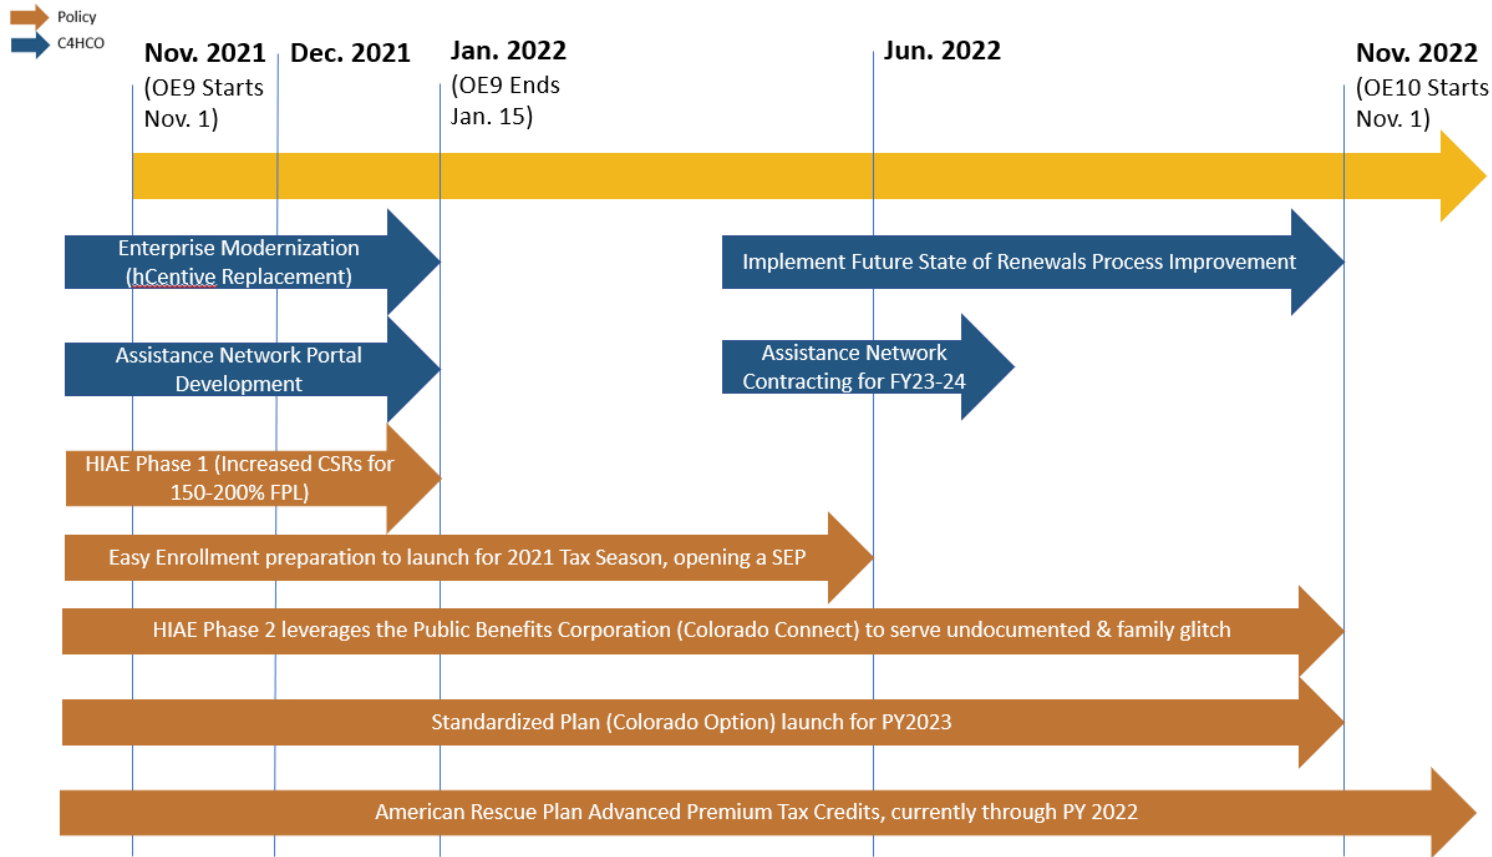 Policy
C4HCO
Nov. 2021
(OE9 Starts
Nov. 1)
Dec. 2021
Jan. 2022
(OE9 Ends
Jan. 15)
Jun. 2022
Nov. 2022
(OE10 Starts
Nov. 1)
Enterprise Modernization
(hCentive Replacement)
Implement Future State of Renewals Process Improvement
Assistance Network Portal
Development
Assistance Network
Contracting for FY23-24
HIAE Phase 1 (Increased CSRs for
150-200% FPL)
Easy Enrollment preparation to launch for 2021 Tax Season, opening a SEP
HIAE Phase 2 leverages the Public Benefits Corporation (Colorado Connect) to serve undocumented & family glitch
Standardized Plan (Colorado Option) launch for PY2023
American Rescue Plan Advanced Premium Tax Credits, currently through PY 2022